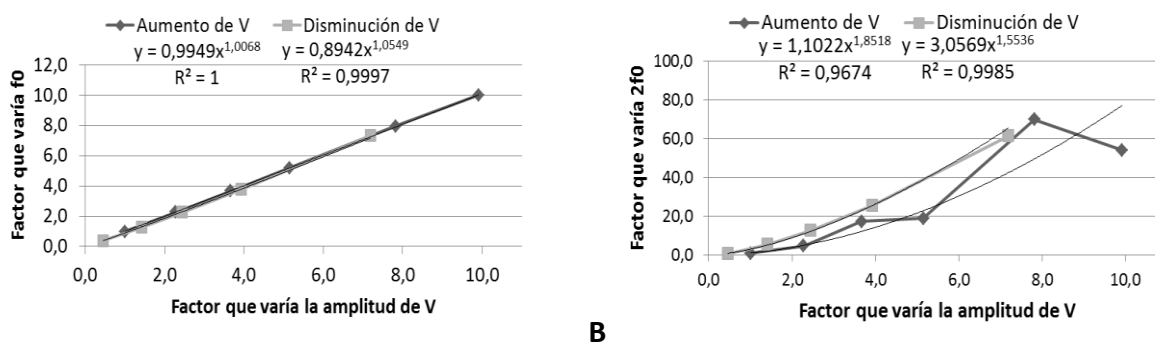 Aumento de V
Disminución de V
y = 0,9949x^1,0068
y = 0,8942x^1,0549
R² = 1
R² = 0,9997
Factor que varía f0
12,0
10,0
8,0
6,0
4,0
2,0
0,0
0,0 2,0 4,0 6,0 8,0 10,0
Factor que varía la amplitud de V
Aumento de V
Disminución de V
y = 1,1022x^1,8518
y = 3,0569x^1,5536
R² = 0,9674
R² = 0,9985
Factor que varía 2f0
100,0
80,0
60,0
40,0
20,0
0,0
0,0 2,0 4,0 6,0 8,0 10,0
Factor que varía la amplitud de V
B